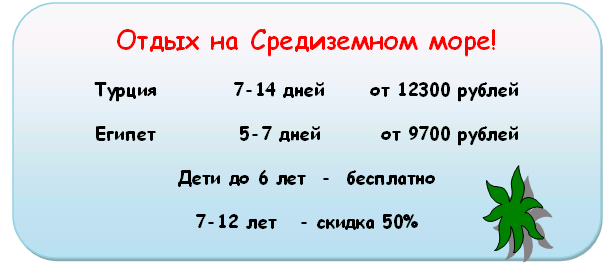 Отдых на Средиземном море!
Турция 7-14 дней от 12300 рублей
Египет 5-7 дней от 9700 рублей
Дети до 6 лет - бесплатно
7-12 лет - скидка 50%